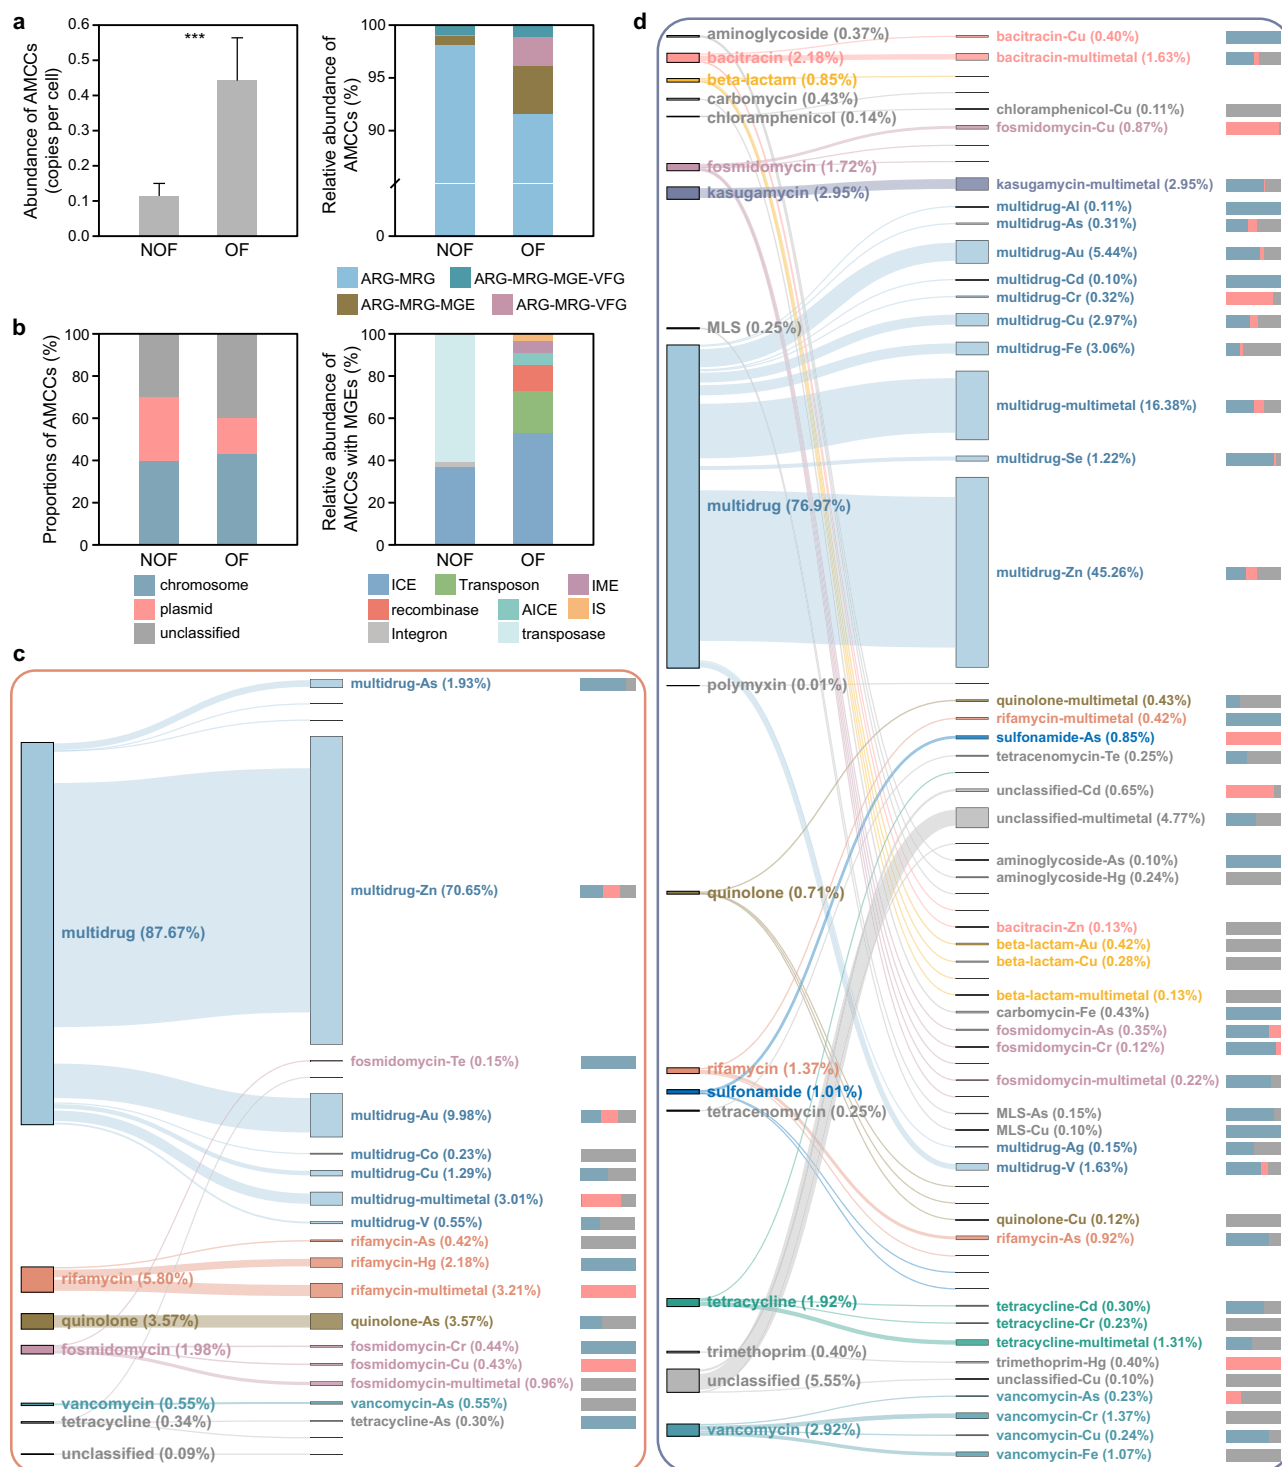 a
Abundance of AMCCs
(copies per cell)
0.6
0.5
0.4
0.3
0.2
0.1
0.0
***
NOF
OF
Relative abundance of
AMCCs (%)
100
95
90
0
NOF
OF
ARG-MRG
ARG-MRG-MGE-VFG
ARG-MRG-MGE
ARG-MRG-VFG
b
Proportions of AMCCs (%)
100
80
60
40
20
0
NOF
OF
chromosome
plasmid
unclassified
Relative abundance of
AMCCs with MGEs (%)
100
80
60
40
20
0
NOF
OF
ICE
Transposon
IME
recombinase
AICE
IS
Integron
transposase
c
multidrug (87.67%)
rifamycin (5.80%)
quinolone (3.57%)
fosmidomycin (1.98%)
vancomycin (0.55%)
tetracycline (0.34%)
unclassified (0.09%)
multidrug-As (1.93%)
multidrug-Zn (70.65%)
fosmidomycin-Te (0.15%)
multidrug-Au (9.98%)
multidrug-Co (0.23%)
multidrug-Cu (1.29%)
multidrug-multimetal (3.01%)
multidrug-V (0.55%)
rifamycin-As (0.42%)
rifamycin-Hg (2.18%)
rifamycin-multimetal (3.21%)
quinolone-As (3.57%)
fosmidomycin-Cr (0.44%)
fosmidomycin-Cu (0.43%)
fosmidomycin-multimetal (0.96%)
vancomycin-As (0.55%)
tetracycline-As (0.30%)
d
aminoglycoside (0.37%)
bacitracin (2.18%)
beta-lactam (0.85%)
carbomycin (0.43%)
chloramphenicol (0.14%)
fosmidomycin (1.72%)
kasugamycin (2.95%)
MLS (0.25%)
multidrug (76.97%)
polymyxin (0.01%)
quinolone (0.71%)
rifamycin (1.37%)
sulfonamide (1.01%)
tetracenomycin (0.25%)
tetracycline (1.92%)
trimethoprim (0.40%)
unclassified (5.55%)
vancomycin (2.92%)
bacitracin-Cu (0.40%)
bacitracin-multimetal (1.63%)
chloramphenicol-Cu (0.11%)
fosmidomycin-Cu (0.87%)
kasugamycin-multimetal (2.95%)
multidrug-Al (0.11%)
multidrug-As (0.31%)
multidrug-Au (5.44%)
multidrug-Cd (0.10%)
multidrug-Cr (0.32%)
multidrug-Cu (2.97%)
multidrug-Fe (3.06%)
multidrug-multimetal (16.38%)
multidrug-Se (1.22%)
multidrug-Zn (45.26%)
quinolone-multimetal (0.43%)
rifamycin-multimetal (0.42%)
sulfonamide-As (0.85%)
tetracenomycin-Te (0.25%)
unclassified-Cd (0.65%)
unclassified-multimetal (4.77%)
aminoglycoside-As (0.10%)
aminoglycoside-Hg (0.24%)
bacitracin-Zn (0.13%)
beta-lactam-Au (0.42%)
beta-lactam-Cu (0.28%)
beta-lactam-multimetal (0.13%)
carbomycin-Fe (0.43%)
fosmidomycin-As (0.35%)
fosmidomycin-Cr (0.12%)
fosmidomycin-multimetal (0.22%)
MLS-As (0.15%)
MLS-Cu (0.10%)
multidrug-Ag (0.15%)
multidrug-V (1.63%)
quinolone-Cu (0.12%)
rifamycin-As (0.92%)
tetracycline-Cd (0.30%)
tetracycline-Cr (0.23%)
tetracycline-multimetal (1.31%)
trimethoprim-Hg (0.40%)
unclassified-Cu (0.10%)
vancomycin-As (0.23%)
vancomycin-Cr (1.37%)
vancomycin-Cu (0.24%)
vancomycin-Fe (1.07%)